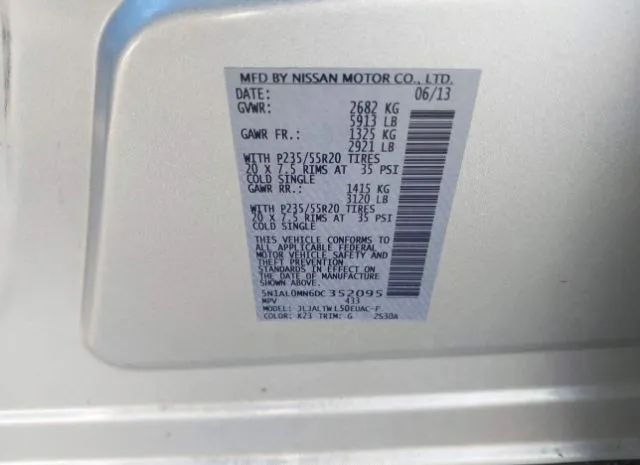 MFD BY NISSAN MOTOR CO., LTD.
DATE: 06/13
GVWR: 2682 KG
5913 LB
GAWR FR.: 1325 KG
2921 LB
WITH P235/55R20 TIRES
20 X 7.5 RIMS AT 35 PSI
COLD SINGLE
GAWR RR.: 1415 KG
3120 LB
WITH P235/55R20 TIRES
20 X 7.5 RIMS AT 35 PSI
COLD SINGLE
THIS VEHICLE CONFORMS TO
ALL APPLICABLE FEDERAL
MOTOR VEHICLE SAFETY AND
THEFT PREVENTION
STANDARDS IN EFFECT ON
THE DATE OF MANUFACTURE
SHOWN ABOVE.
5N1AL0MN6DC352095
MPV 433
MODEL:
COLOR: K23 TRIM: G 2530A